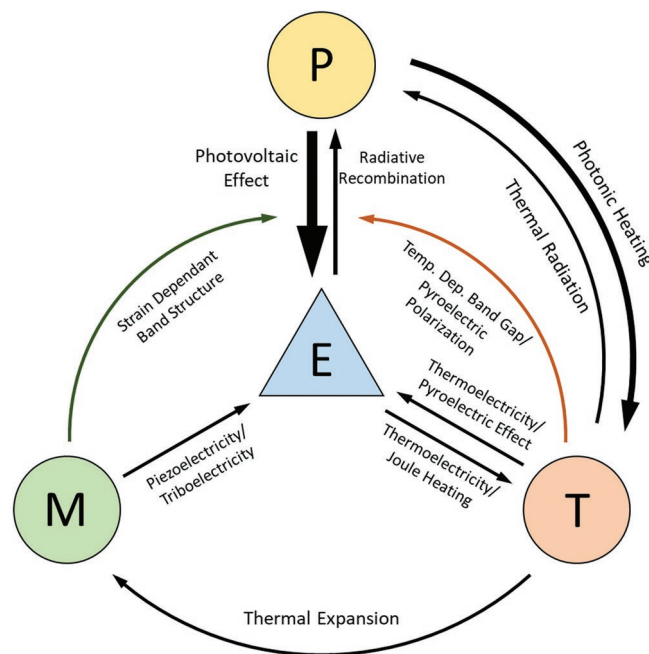 P
Photovoltaic
Effect
Radiative
Recombination
Photonic Heating
Thermal Radiation
Strain Dependant
Band Structure
Temp. Dep. Band Gap/
Pyroelectric
Polarization
E
Thermoelectricity/
Pyroelectric Effect
Piezoelectricity/
Triboelectricity
Thermoelectricity/
Joule Heating
M
T
Thermal Expansion